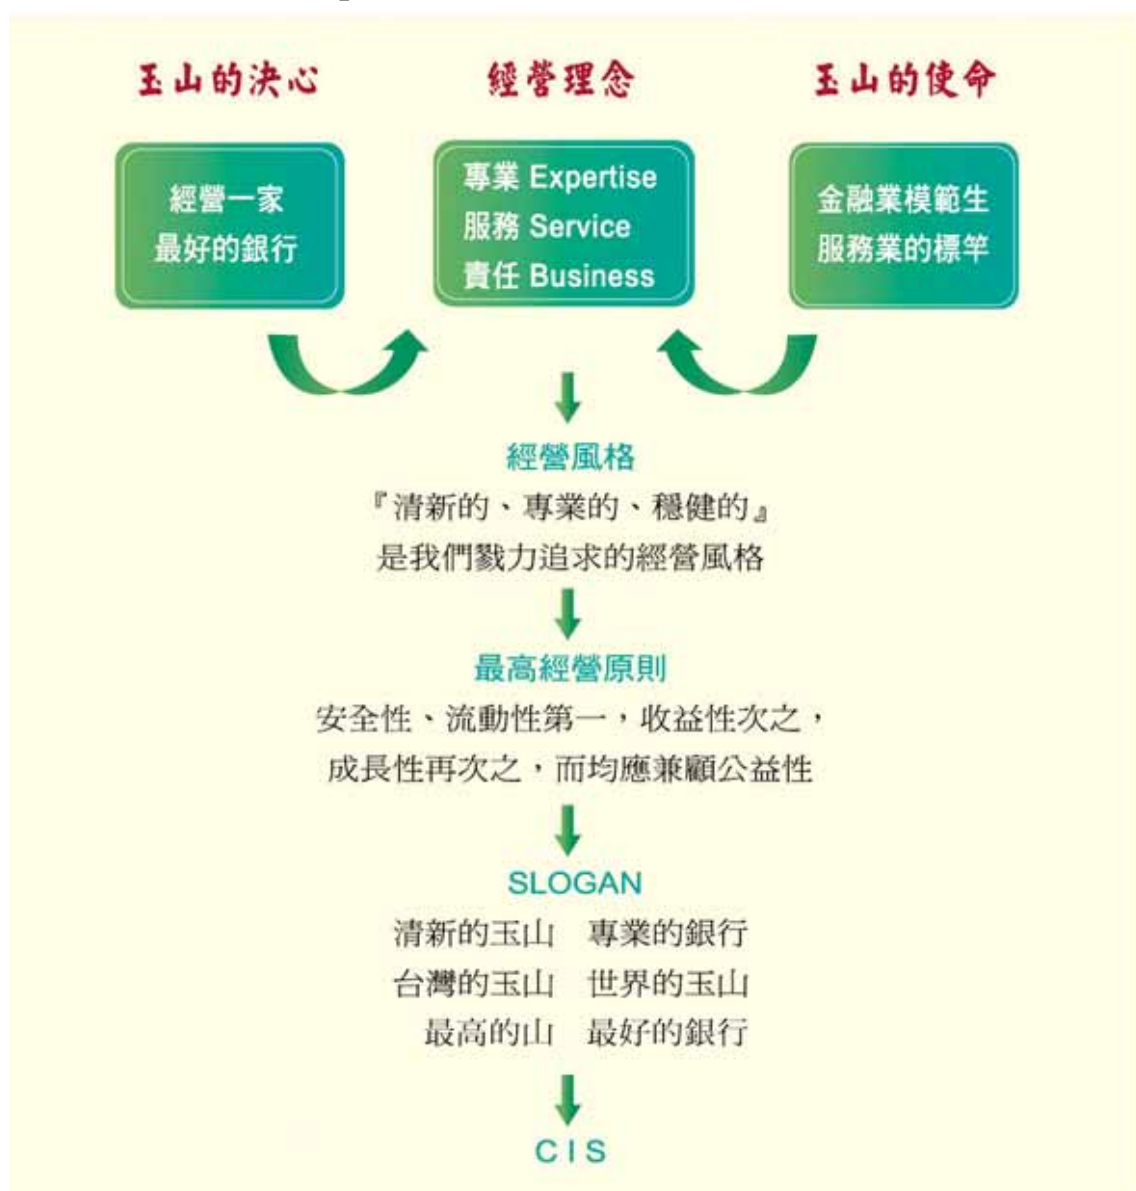 玉山的決心
經營理念
玉山的使命
經營一家
最好的銀行
專業 Expertise
服務 Service
責任 Business
金融業模範生
服務業的標竿
經營風格
『清新的、專業的、穩健的』
是我們戮力追求的經營風格
最高經營原則
安全性、流動性第一，收益性次之，
成長性再次之，而均應兼顧公益性
SLOGAN
清新的玉山　專業的銀行
台灣的玉山　世界的玉山
最高的山　最好的銀行
C I S